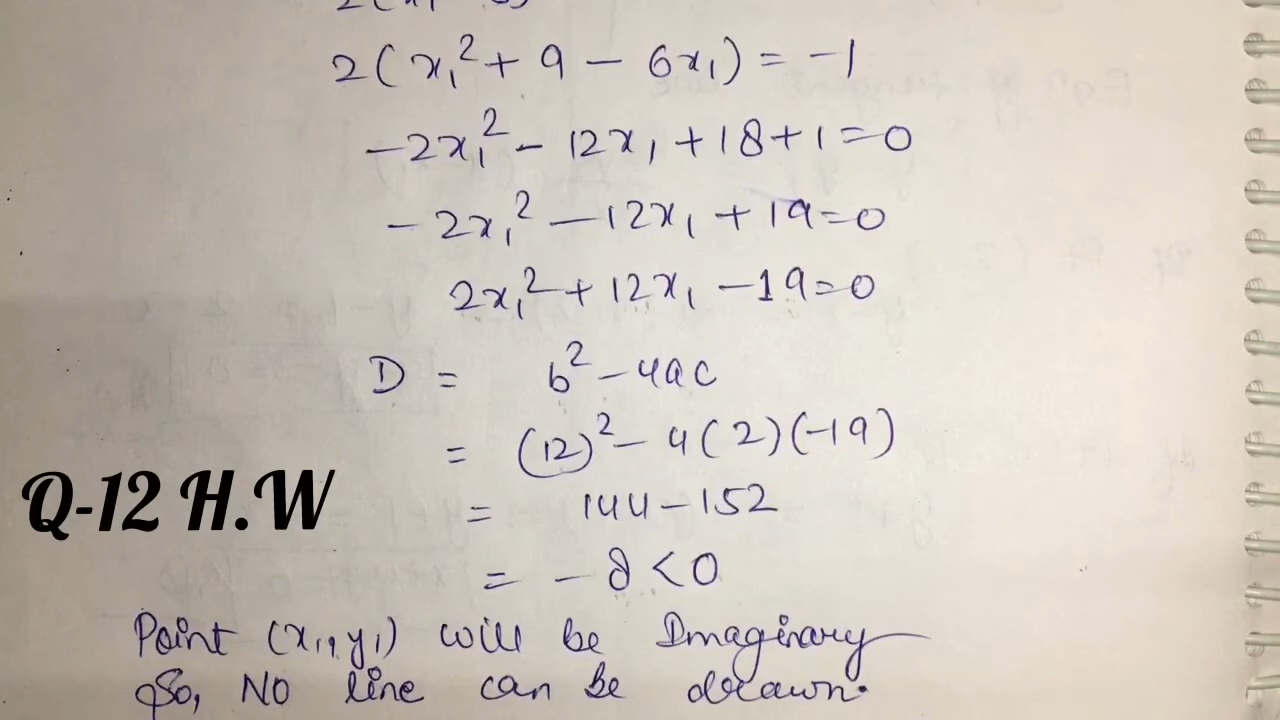 2(x₁² + 9 - 6x₁) = -1
-2x₁² - 12x₁ + 18 + 1 = 0
-2x₁² - 12x₁ + 19 = 0
2x₁² + 12x₁ - 19 = 0
D = b² - 4ac
= (12)² - 4(2)(-19)
Q-12 H.W
= 144 - 152
= -8 < 0
Point (x₁, y₁) will be Imaginary
So, NO line can be drawn.